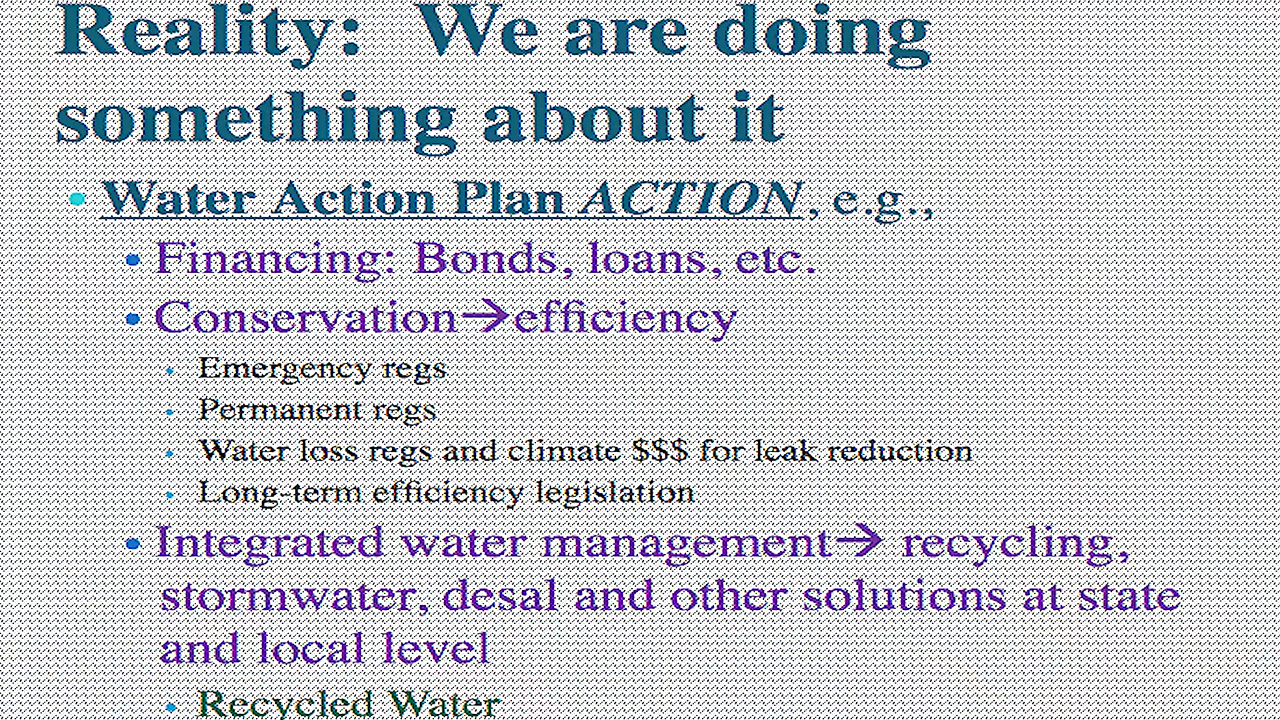 Reality:  We are doing
something about it
• Water Action Plan ACTION, e.g.,
• Financing: Bonds, loans, etc.
• Conservation→efficiency
• Emergency regs
• Permanent regs
• Water loss regs and climate $$$ for leak reduction
• Long-term efficiency legislation
• Integrated water management→ recycling,
stormwater, desal and other solutions at state
and local level
• Recycled Water